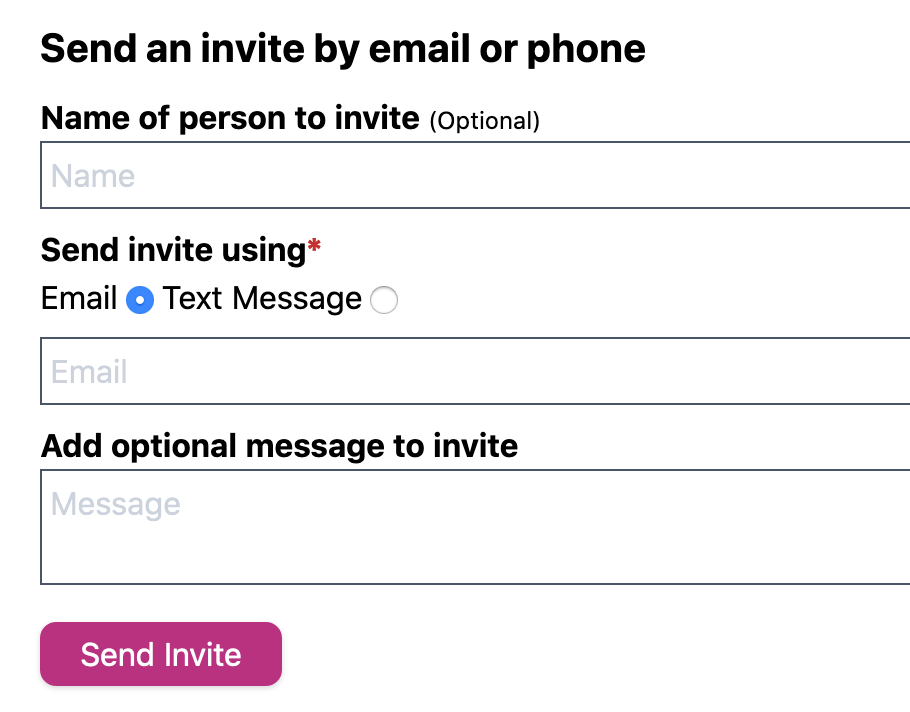 Send an invite by email or phone
Name of person to invite (Optional)
Name
Send invite using*
Email Text Message
Email
Add optional message to invite
Message
Send Invite